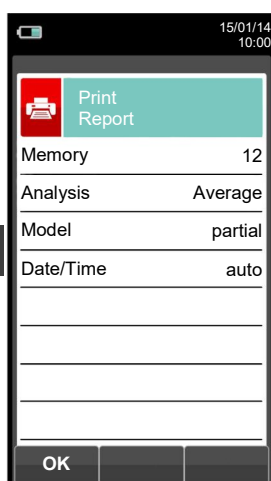 15/01/14
10:00
Print
Report
Memory 12
Analysis Average
Model partial
Date/Time auto
OK